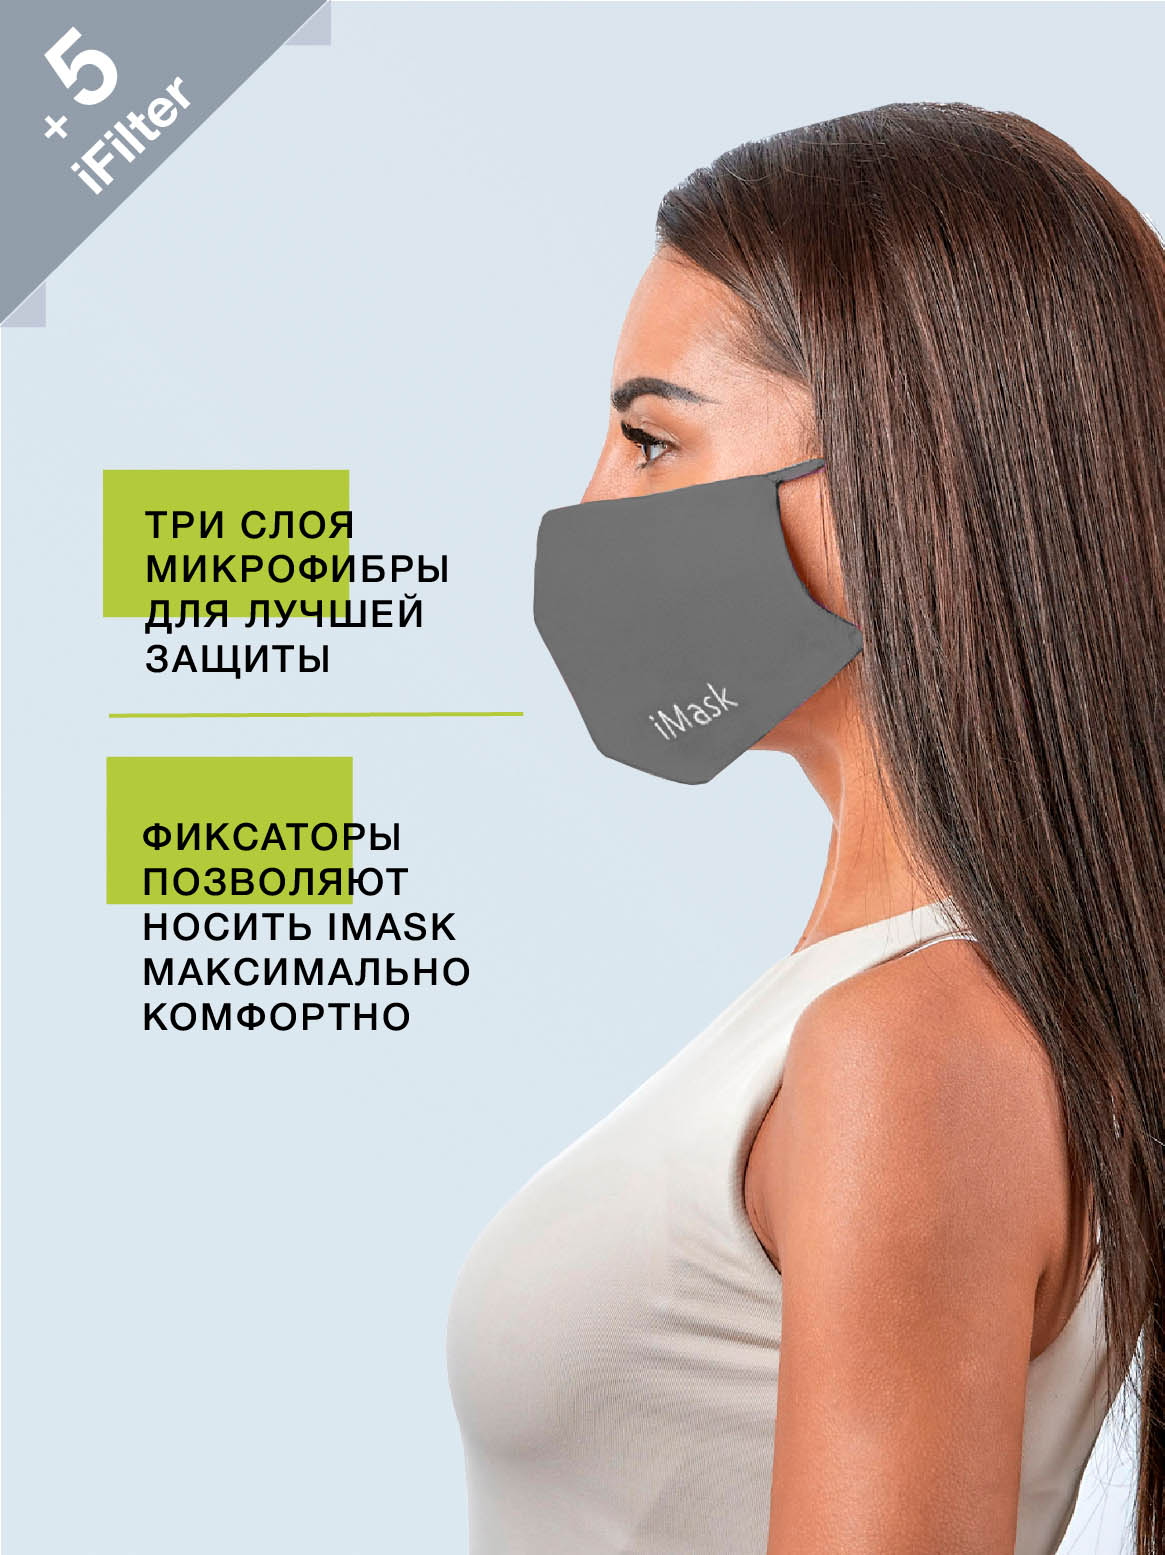 + 5
iFilter
ТРИ СЛОЯ
МИКРОФИБРЫ
ДЛЯ ЛУЧШЕЙ
ЗАЩИТЫ
ФИКСАТОРЫ
ПОЗВОЛЯЮТ
НОСИТЬ IMASK
МАКСИМАЛЬНО
КОМФОРТНО
iMask